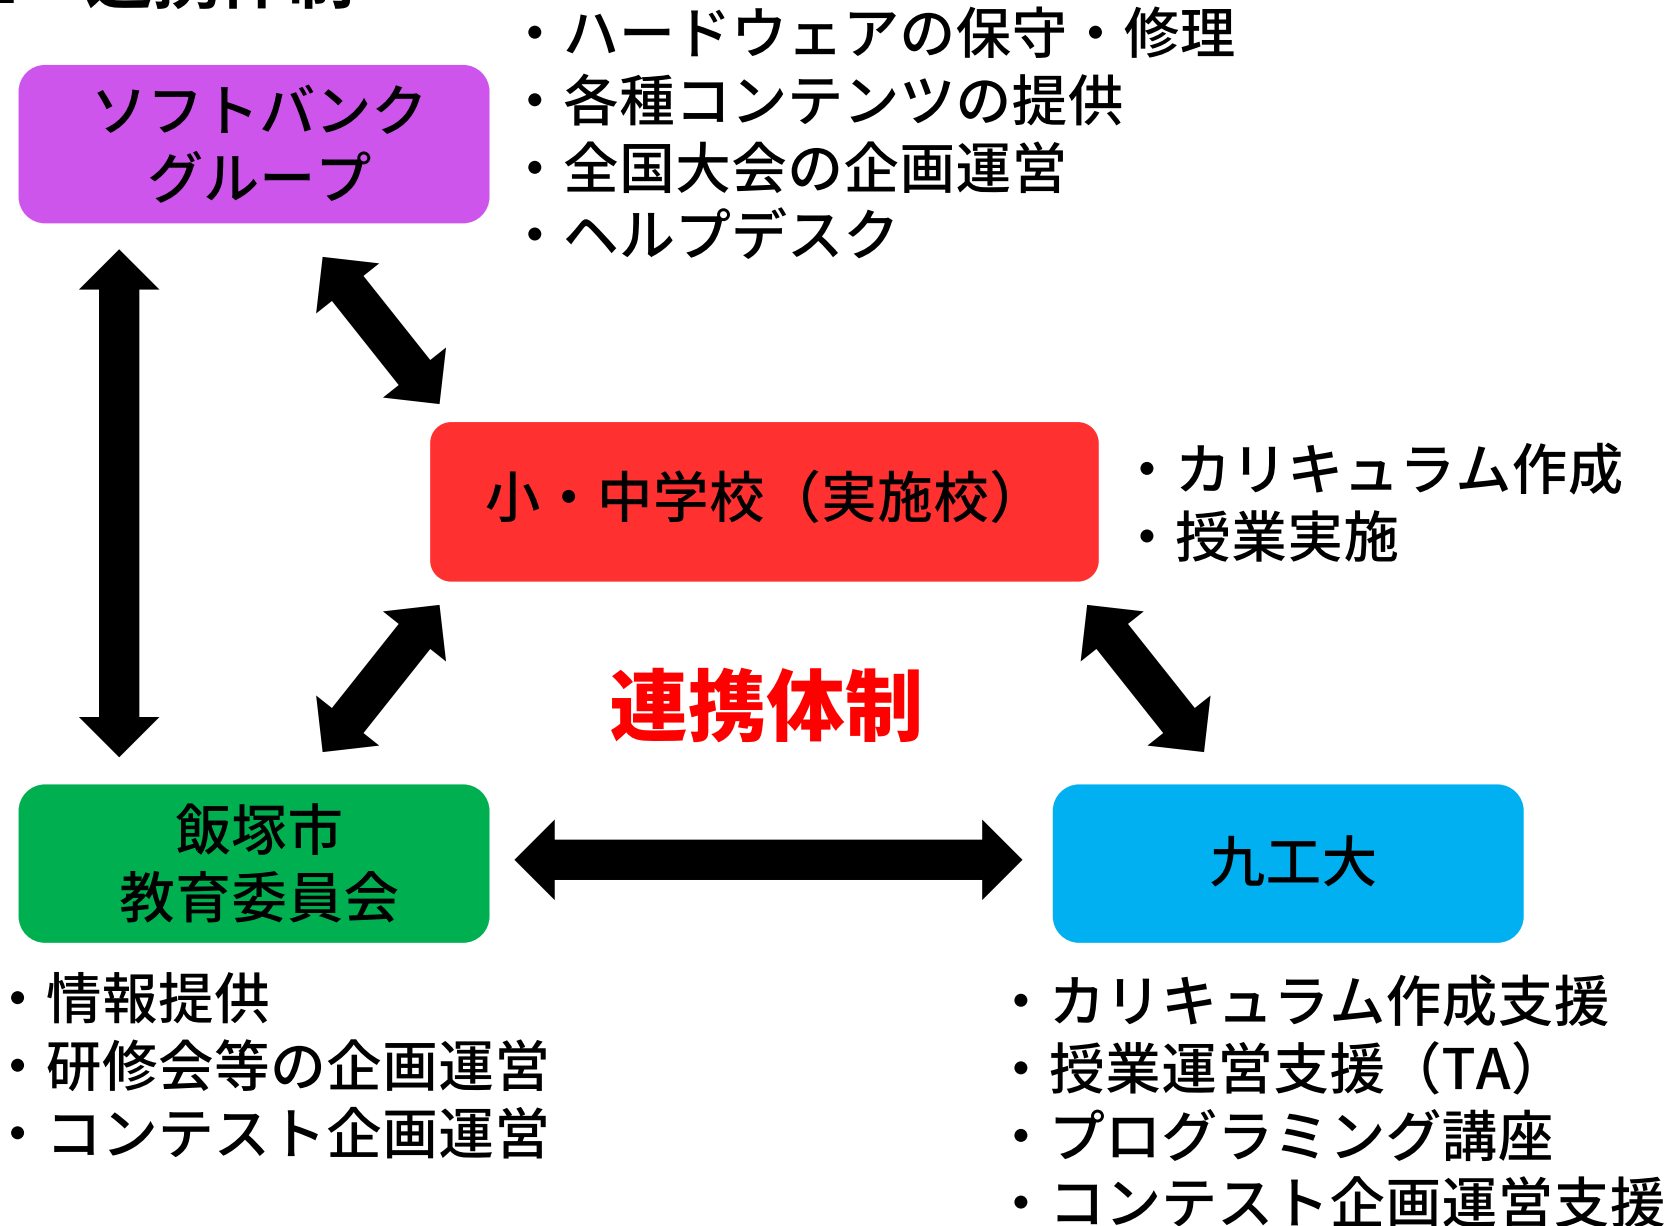 連携体制
・ハードウェアの保守・修理
・各種コンテンツの提供
・全国大会の企画運営
・ヘルプデスク
ソフトバンク
グループ
小・中学校（実施校）
・カリキュラム作成
・授業実施
連携体制
飯塚市
教育委員会
・情報提供
・研修会等の企画運営
・コンテスト企画運営
九工大
・カリキュラム作成支援
・授業運営支援（TA）
・プログラミング講座
・コンテスト企画運営支援